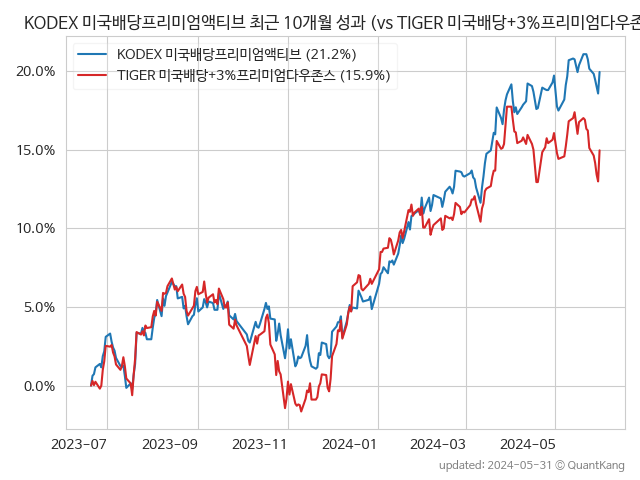 KODEX 미국배당프리미엄액티브 최근 10개월 성과 (vs TIGER 미국배당+3%프리미엄다우존
KODEX 미국배당프리미엄액티브 (21.2%)
TIGER 미국배당+3%프리미엄다우존스 (15.9%)
20.0%
15.0%
10.0%
5.0%
0.0%
2023-07 2023-09 2023-11 2024-01 2024-03 2024-05
updated: 2024-05-31 © QuantKang